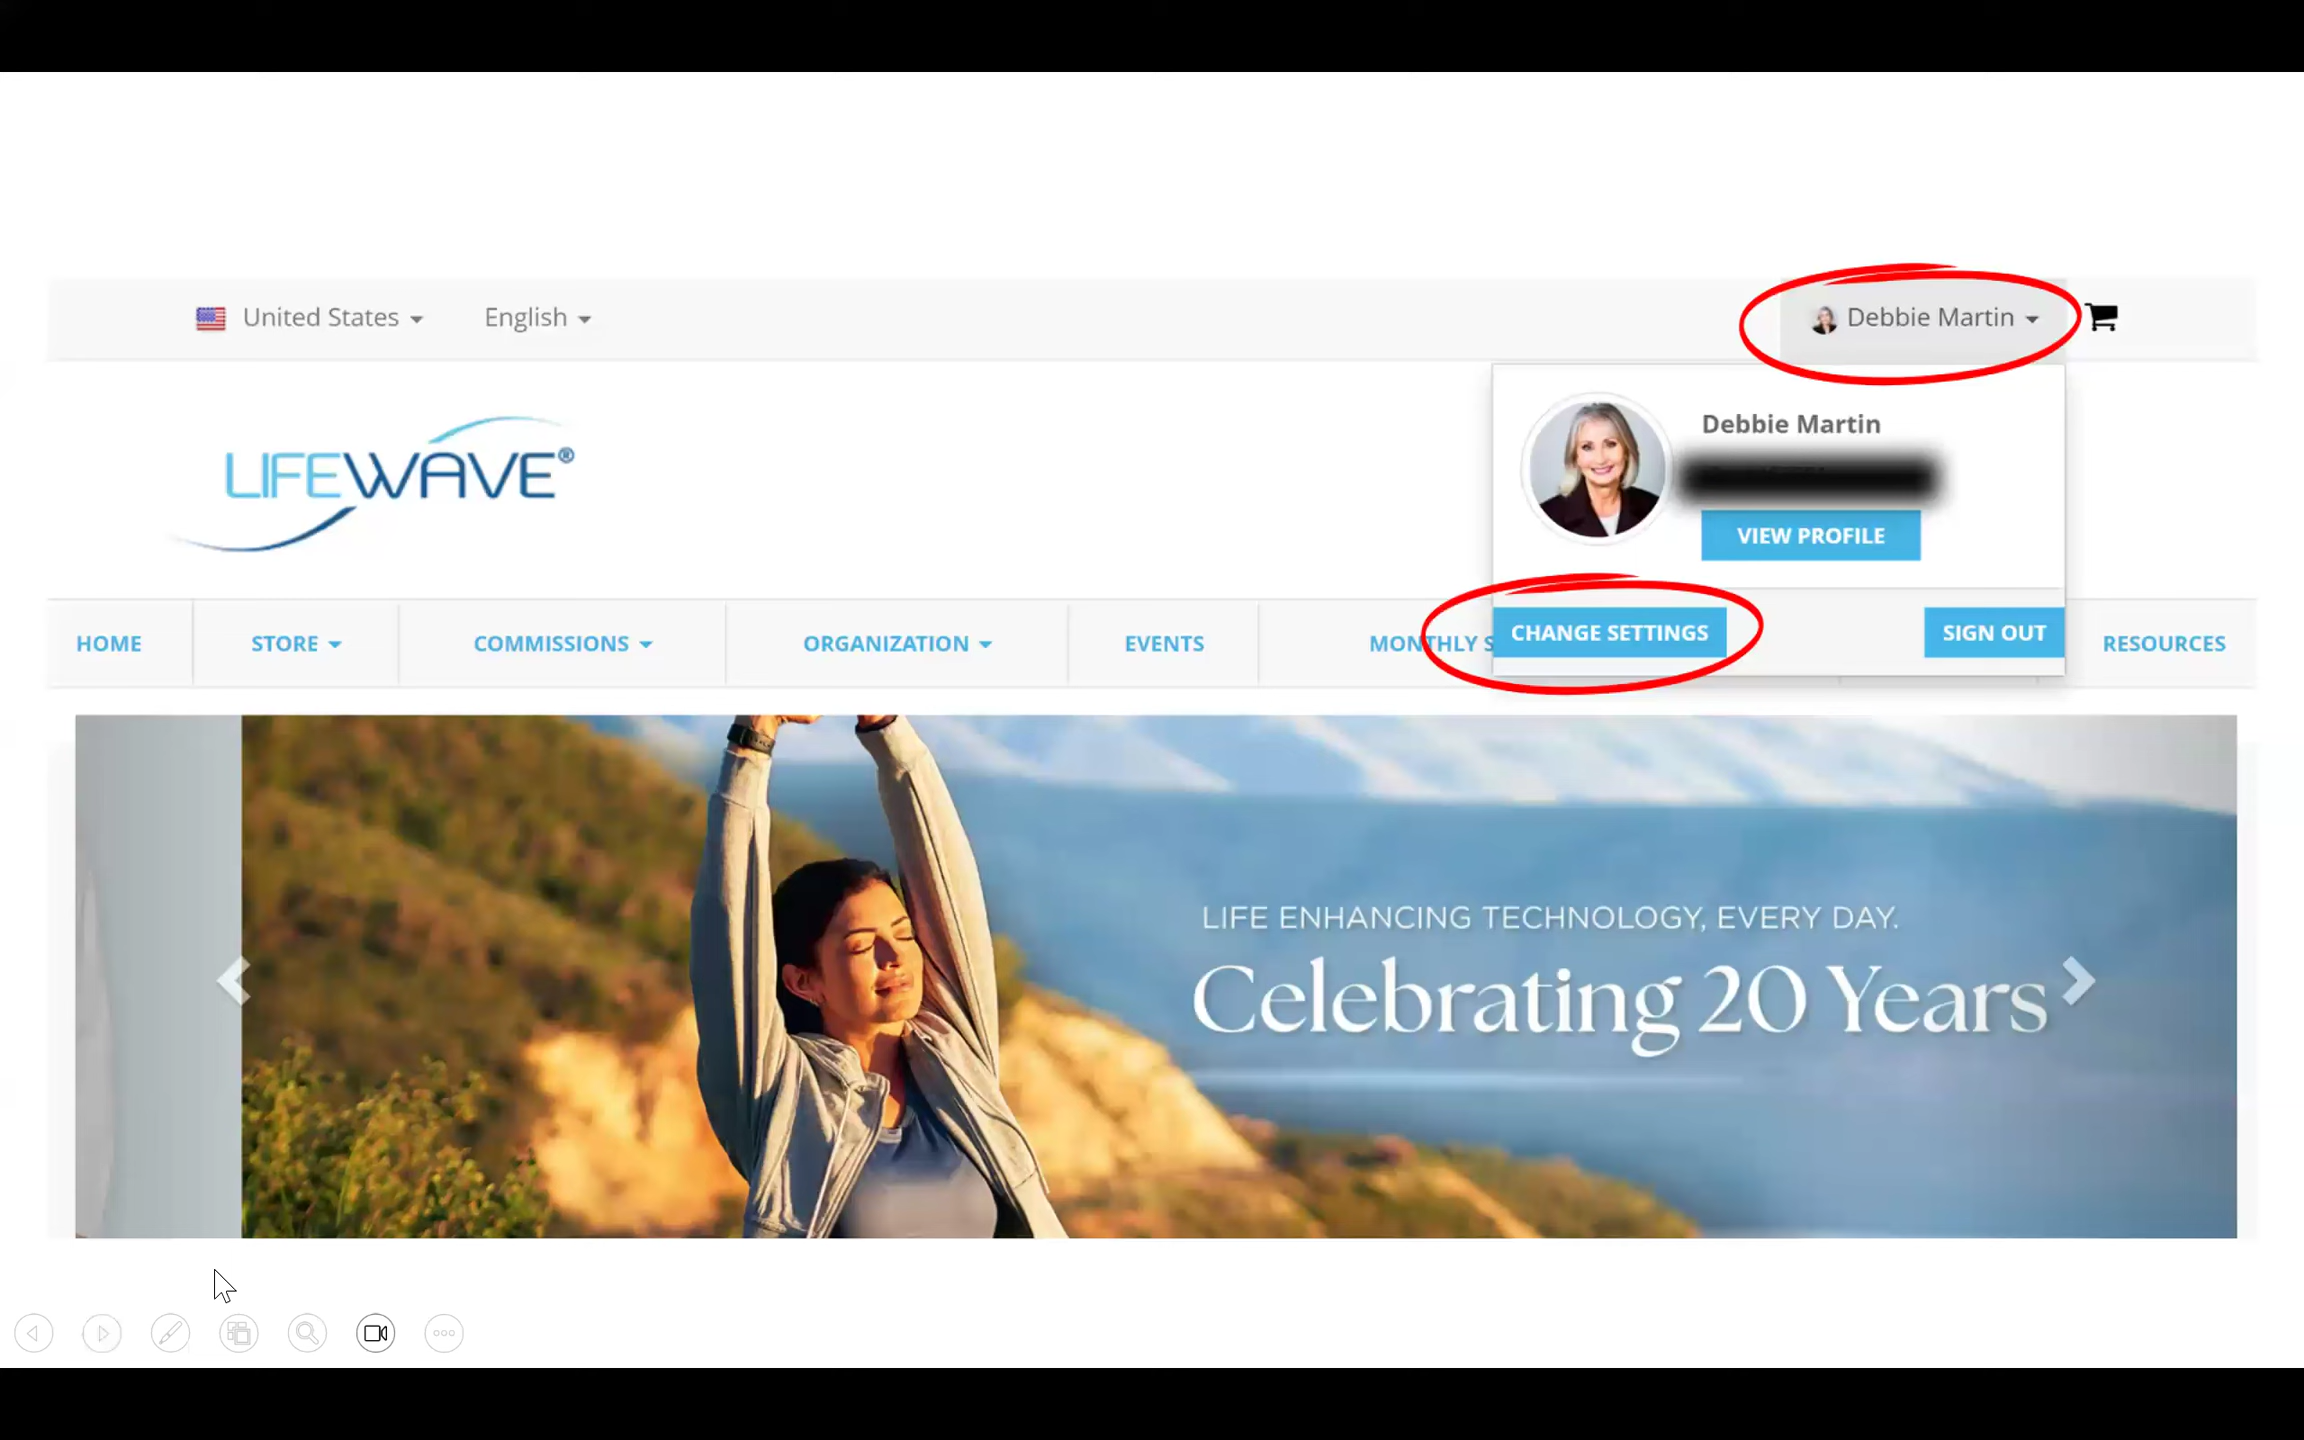 United States
English
Debbie Martin
LIFEWAVE®
Debbie Martin
VIEW PROFILE
CHANGE SETTINGS
SIGN OUT
HOME
STORE
COMMISSIONS
ORGANIZATION
EVENTS
MONTHLY S
RESOURCES
LIFE ENHANCING TECHNOLOGY, EVERY DAY.
Celebrating 20 Years